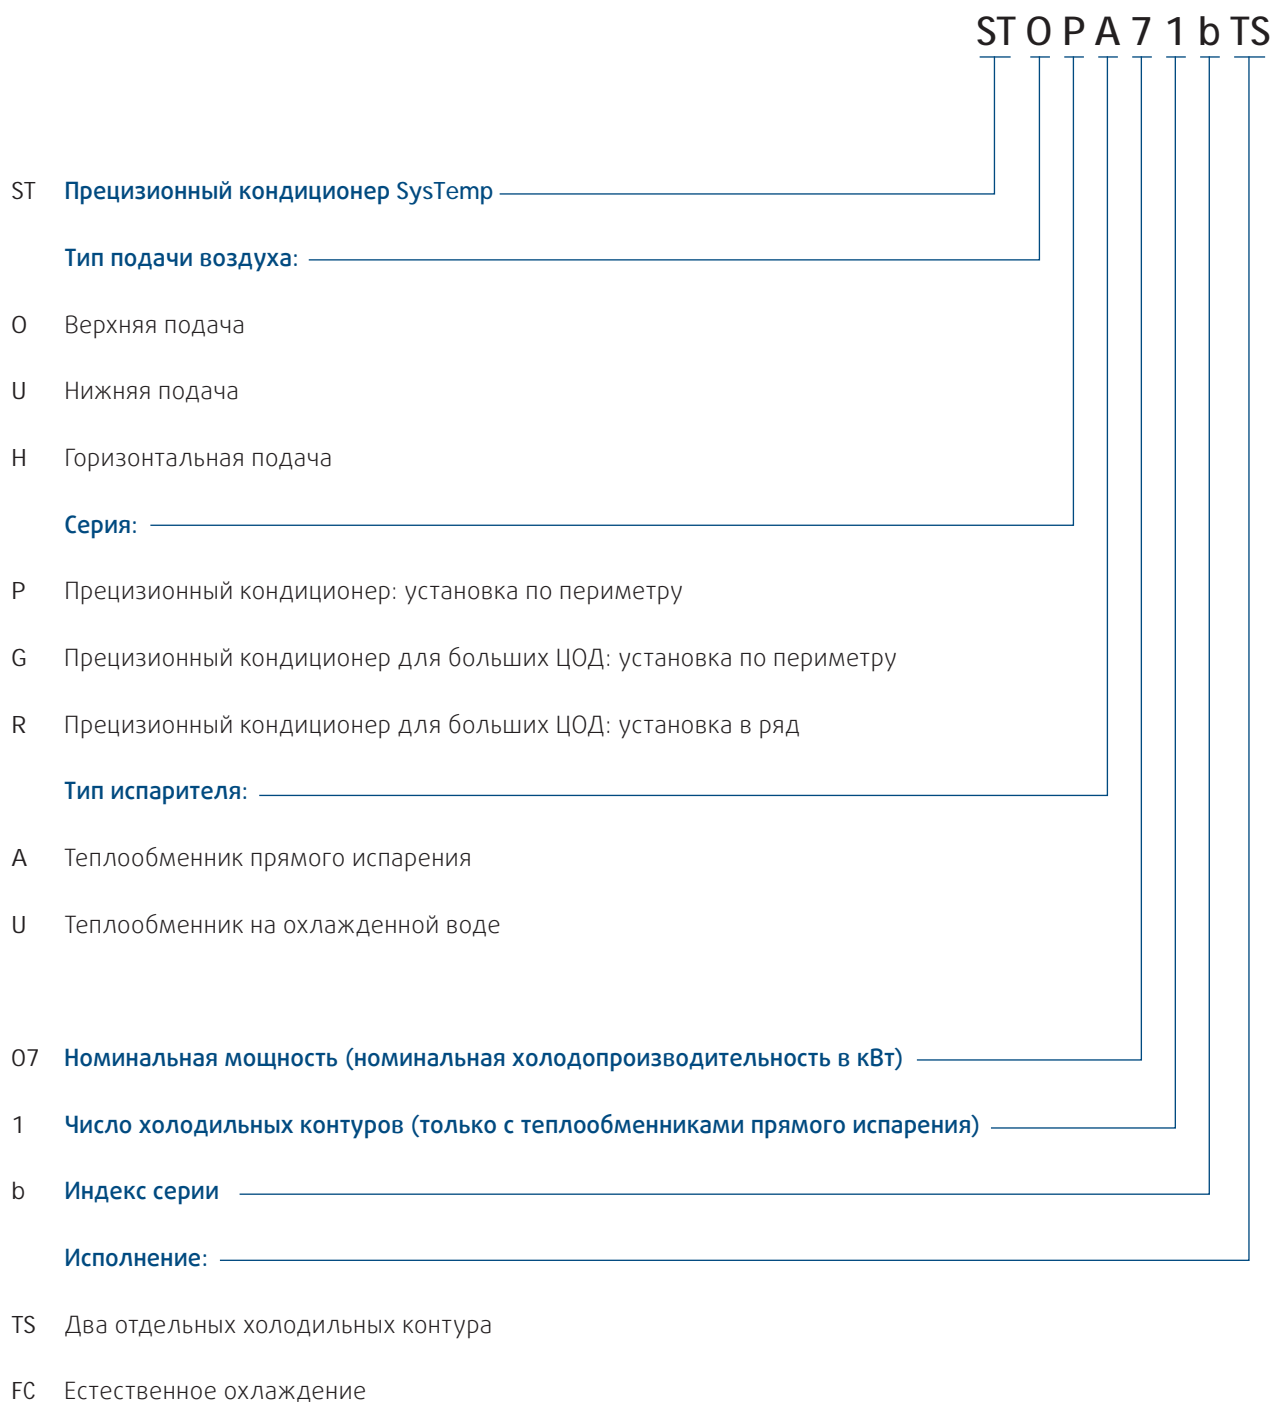 ST O P A 7 1 b TS
ST Прецизионный кондиционер SysTemp
Тип подачи воздуха:
O Верхняя подача
U Нижняя подача
H Горизонтальная подача
Серия:
P Прецизионный кондиционер: установка по периметру
G Прецизионный кондиционер для больших ЦОД: установка по периметру
R Прецизионный кондиционер для больших ЦОД: установка в ряд
Тип испарителя:
A Теплообменник прямого испарения
U Теплообменник на охлажденной воде
07 Номинальная мощность (номинальная холодопроизводительность в кВт)
1 Число холодильных контуров (только с теплообменниками прямого испарения)
b Индекс серии
Исполнение:
TS Два отдельных холодильных контура
FC Естественное охлаждение